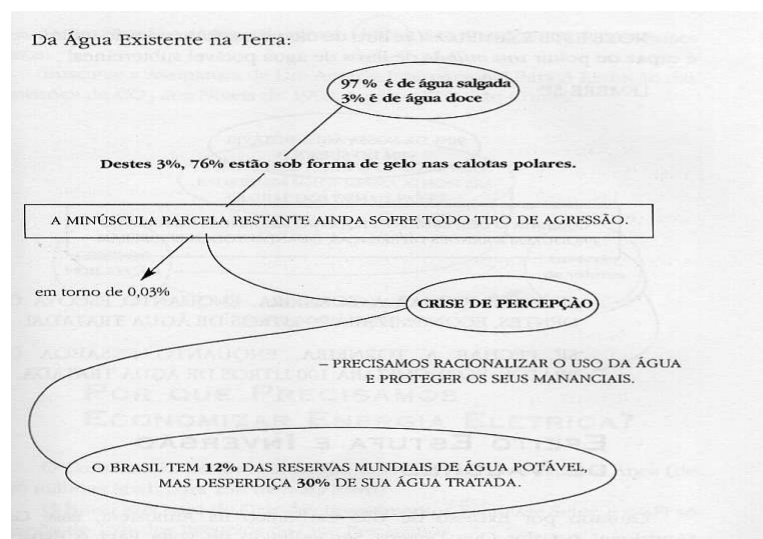 Da Água Existente na Terra:
97 % é de água salgada
3% é de água doce
Destes 3%, 76% estão sob forma de gelo nas calotas polares.
A MINÚSCULA PARCELA RESTANTE AINDA SOFRE TODO TIPO DE AGRESSÃO.
em torno de 0,03%
CRISE DE PERCEPÇÃO
– PRECISAMOS RACIONALIZAR O USO DA ÁGUA
E PROTEGER OS SEUS MANANCIAIS.
O BRASIL TEM 12% DAS RESERVAS MUNDIAIS DE ÁGUA POTÁVEL,
MAS DESPERDIÇA 30% DE SUA ÁGUA TRATADA.